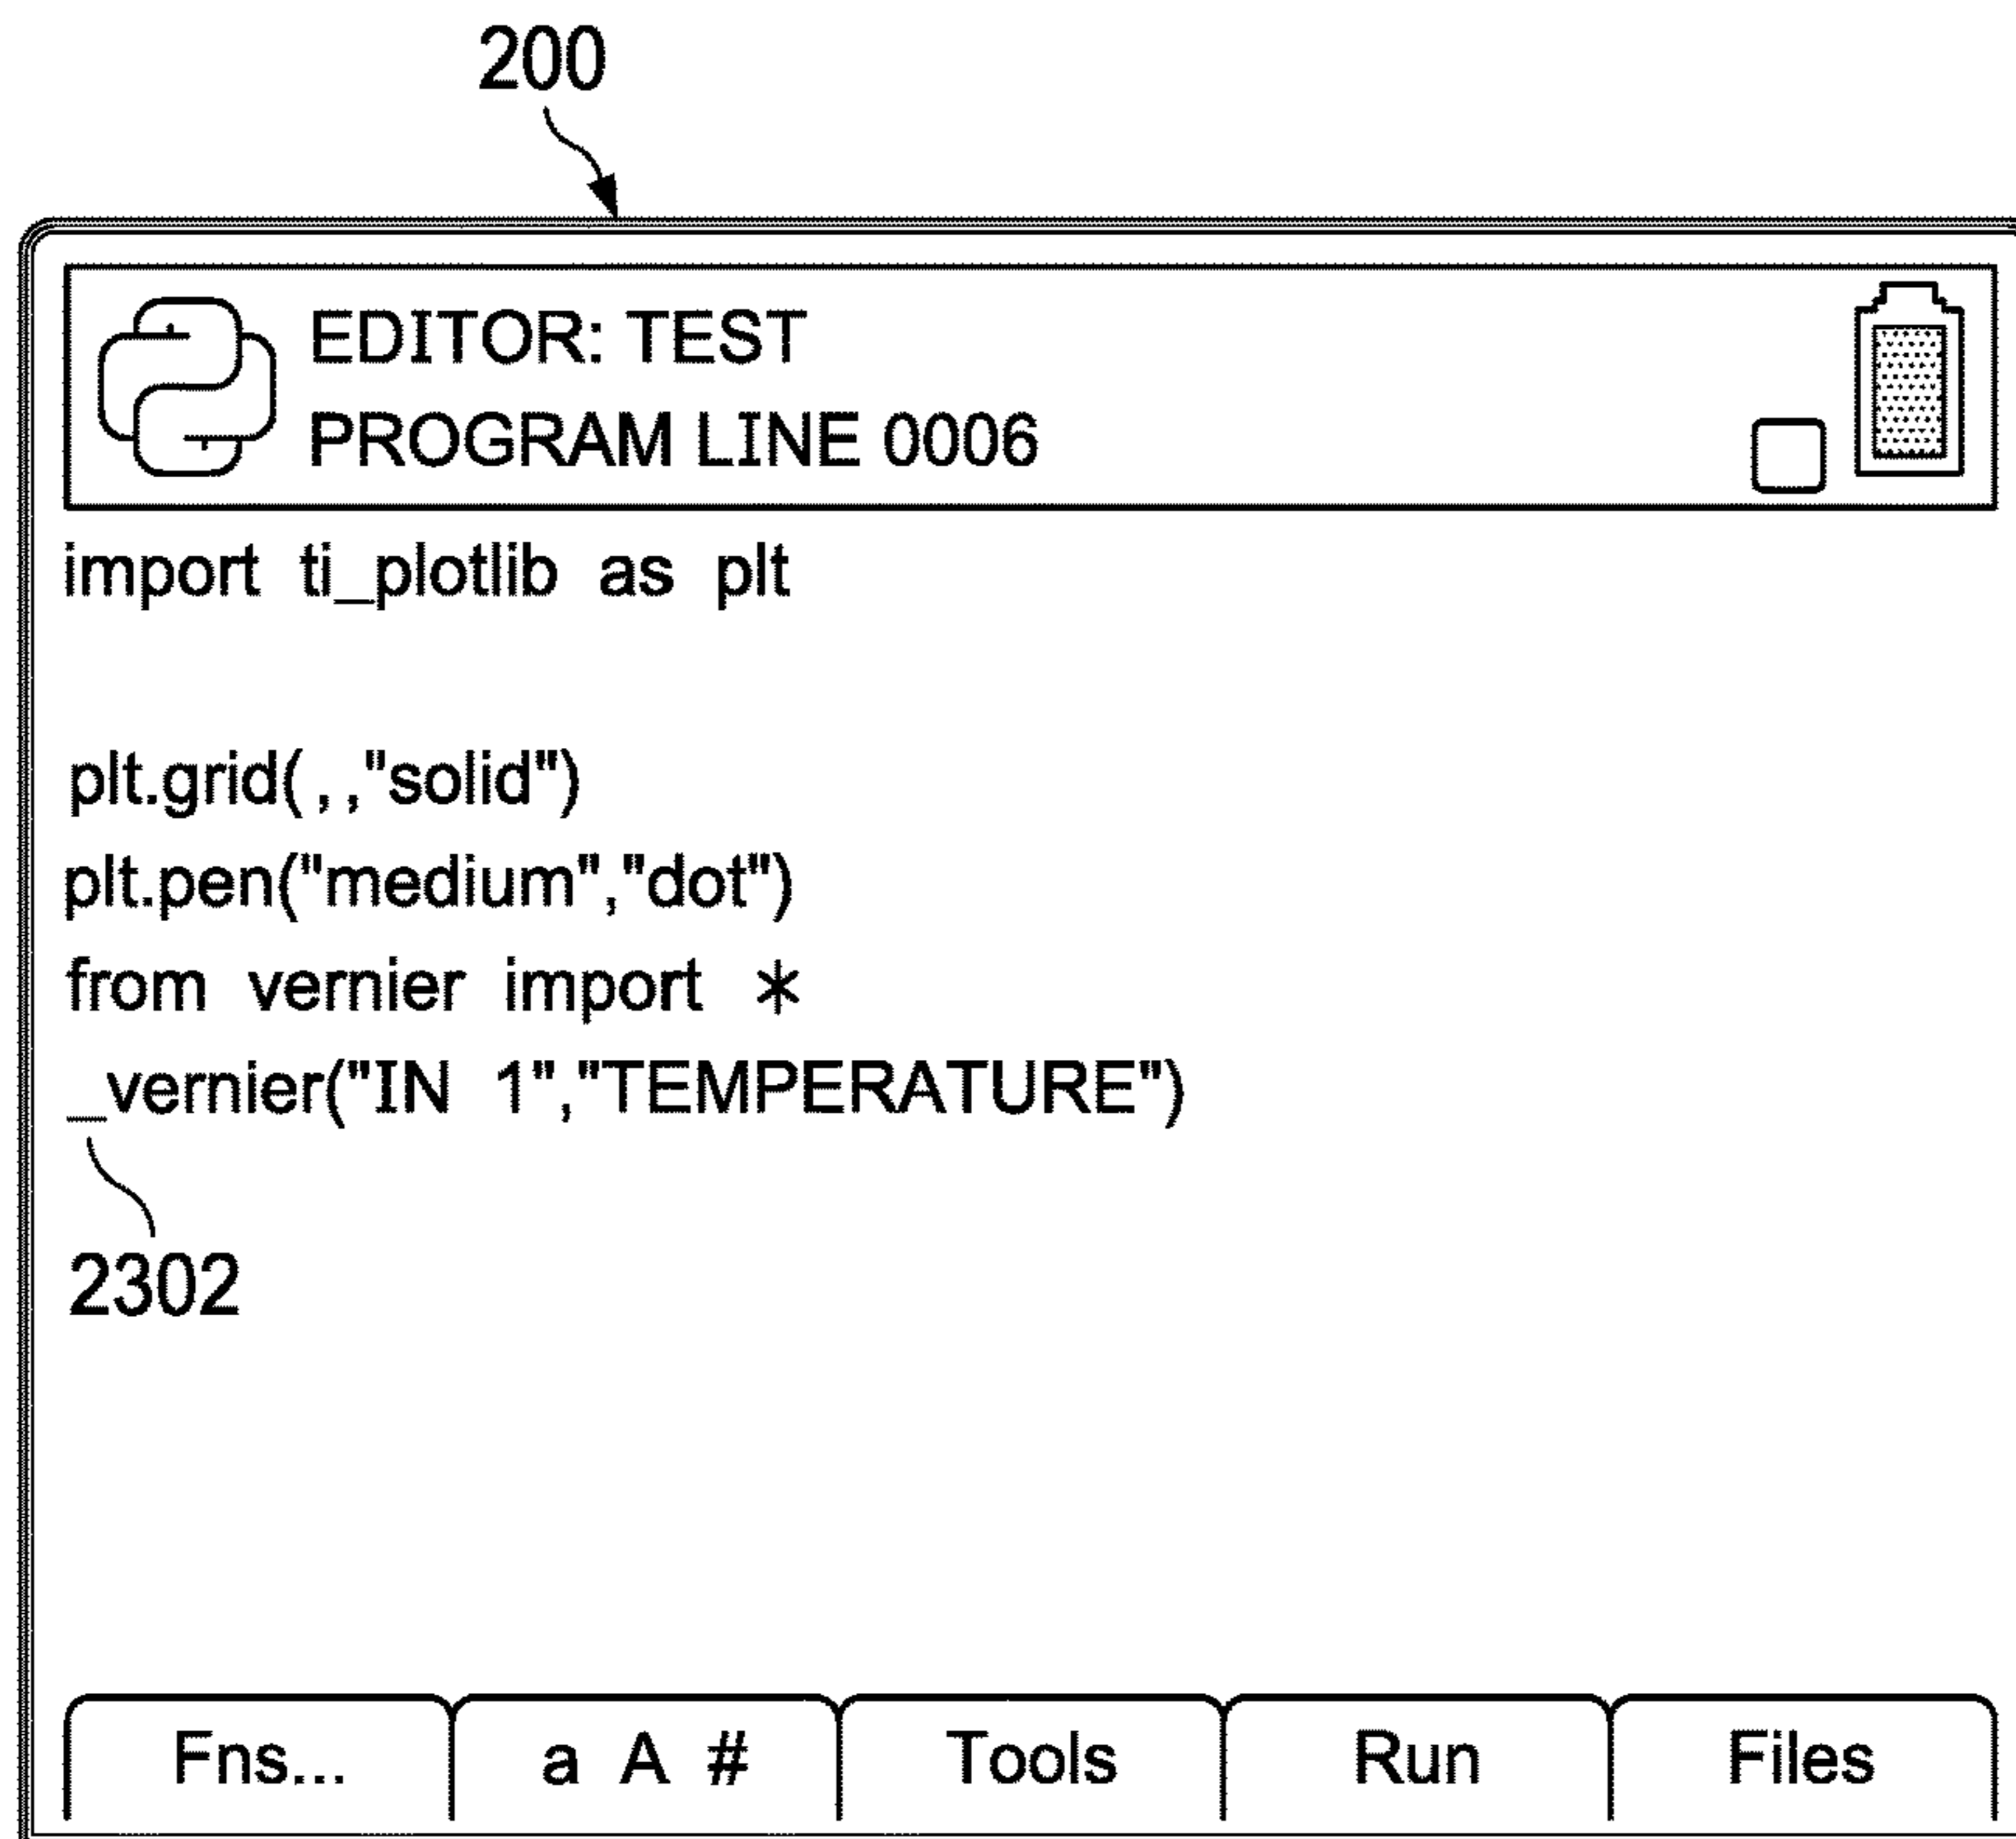 200
EDITOR: TEST
PROGRAM LINE 0006
import ti_plotlib as plt
plt.grid(,,"solid")
plt.pen("medium","dot")
from vernier import *
_vernier("IN 1","TEMPERATURE")
2302
Fns... a A # Tools Run Files